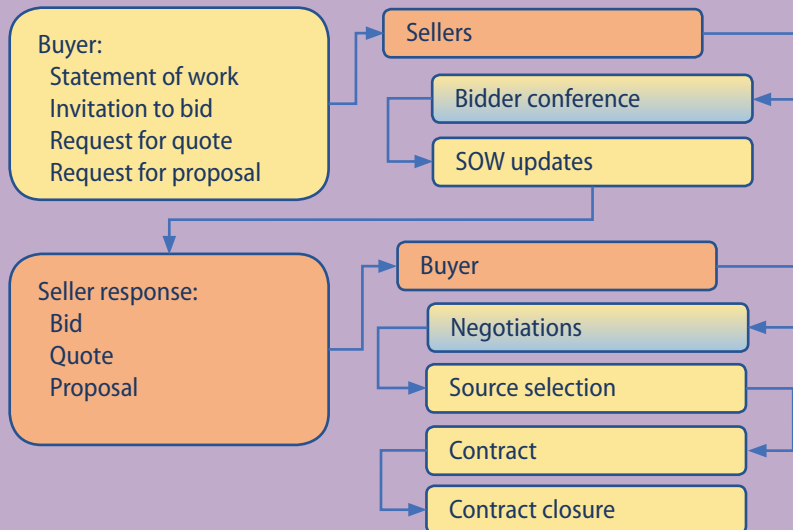 Buyer:
Statement of work
Invitation to bid
Request for quote
Request for proposal
Sellers
Bidder conference
SOW updates
Seller response:
Bid
Quote
Proposal
Buyer
Negotiations
Source selection
Contract
Contract closure